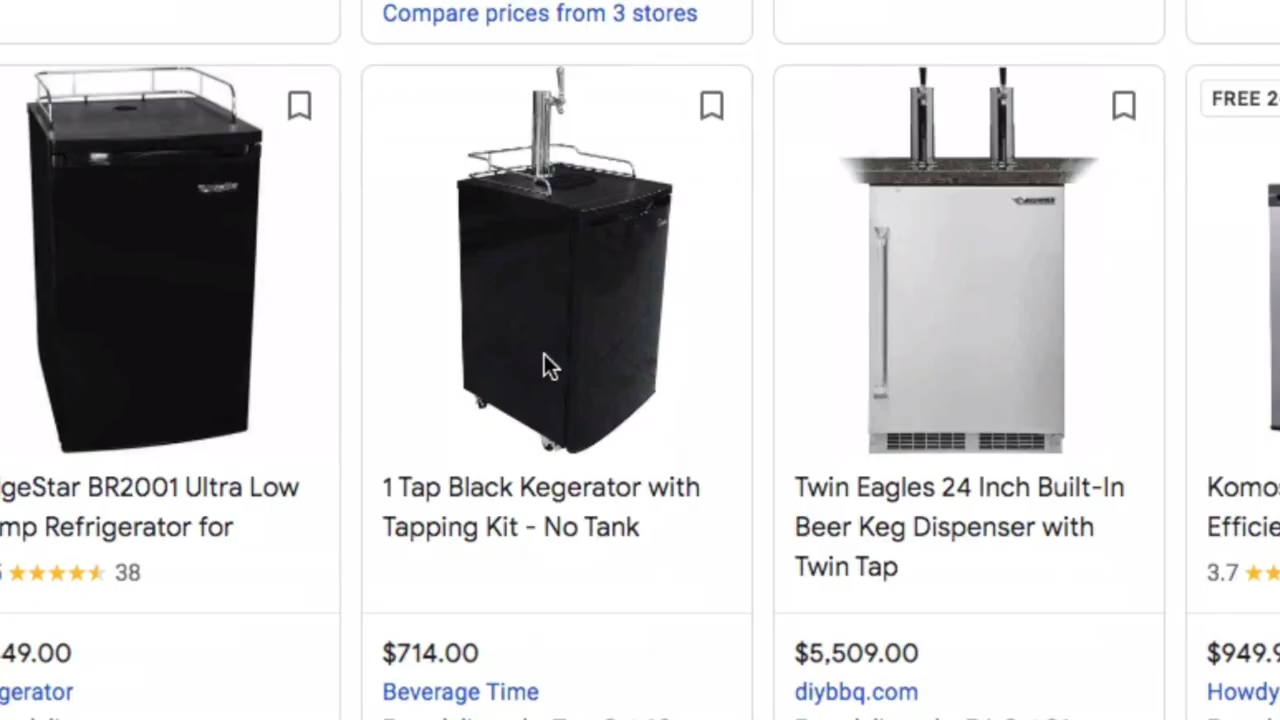 Compare prices from 3 stores
FREE 2
dgeStar BR2001 Ultra Low
mp Refrigerator for
38
49.00
gerator
1 Tap Black Kegerator with
Tapping Kit - No Tank
$714.00
Beverage Time
Twin Eagles 24 Inch Built-In
Beer Keg Dispenser with
Twin Tap
$5,509.00
diybbq.com
Komos
Efficie
3.7
$949.9
Howdy